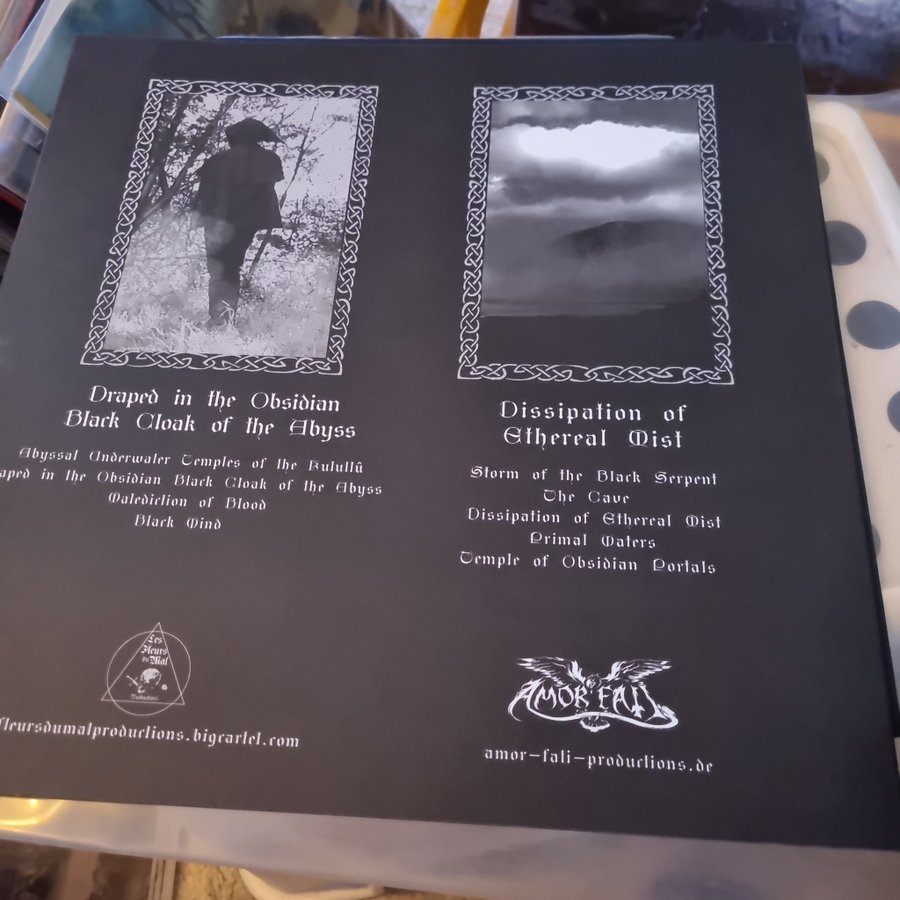 Draped in the Obsidian
Black Cloak of the Abyss
Abyssal Underwater Temples of the Kulullû
aped in the Obsidian Black Cloak of the Abyss
Malediction of Blood
Black Wind
Les
Fleurs
du Mal
Productions
fleursdumalproductions.bigcartel.com
Dissipation of
Ethereal Mist
Storm of the Black Serpent
The Cave
Dissipation of Ethereal Mist
Primal Waters
Temple of Obsidian Portals
AMOR FATI
amor-fati-productions.de